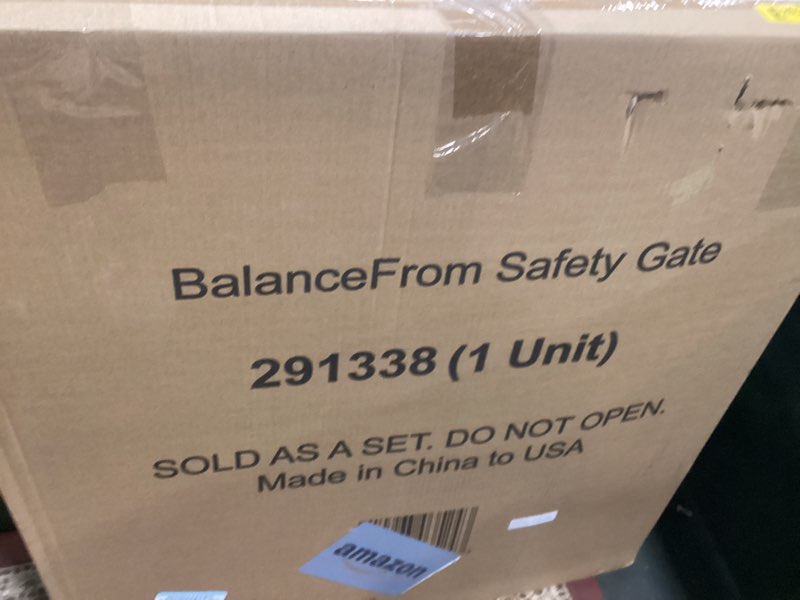 BalanceFrom Safety Gate
291338 (1 Unit)
SOLD AS A SET. DO NOT OPEN.
Made in China to USA
amazon